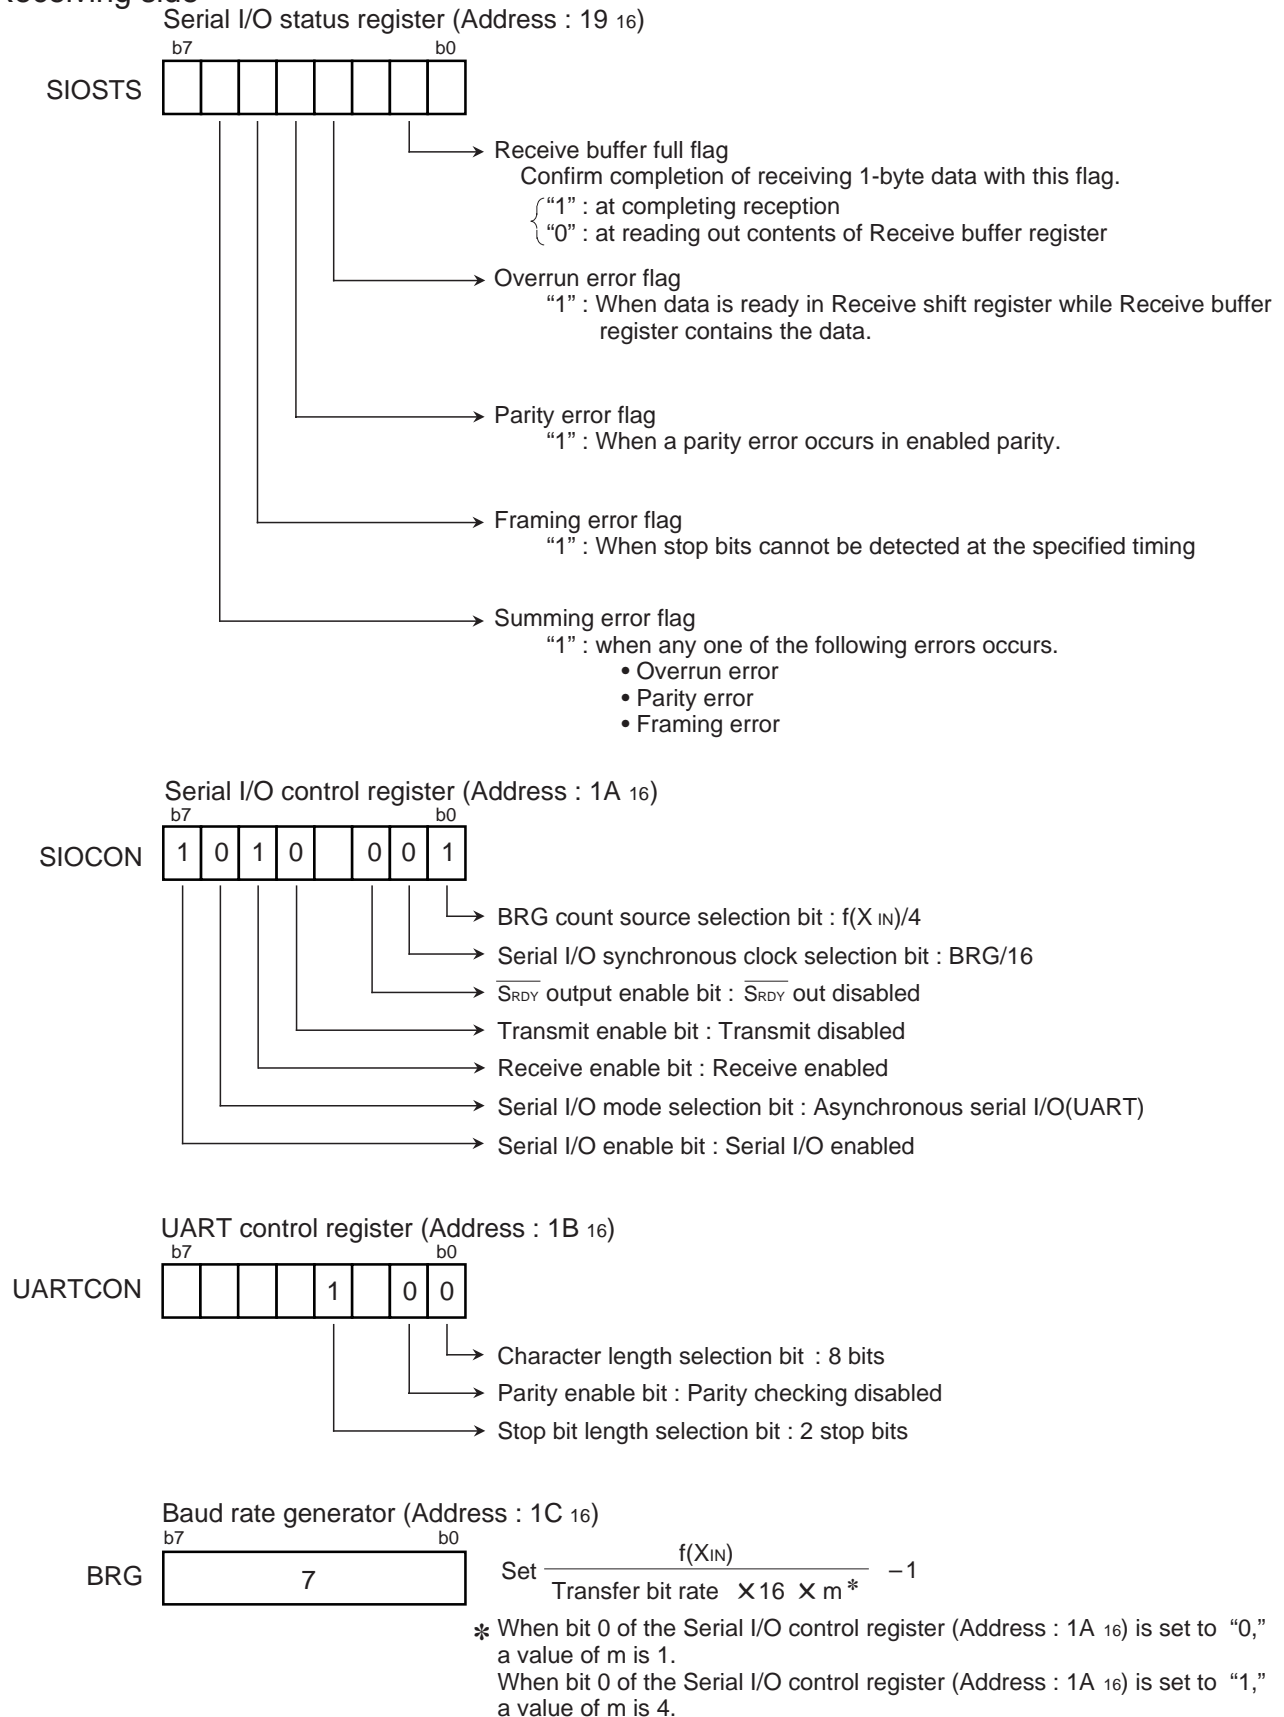 Receiving side
Serial I/O status register (Address : 19 16)
b7 b0
SIOSTS
Receive buffer full flag
Confirm completion of receiving 1-byte data with this flag.
“1” : at completing reception
“0” : at reading out contents of Receive buffer register
Overrun error flag
“1” : When data is ready in Receive shift register while Receive buffer
register contains the data.
Parity error flag
“1” : When a parity error occurs in enabled parity.
Framing error flag
“1” : When stop bits cannot be detected at the specified timing
Summing error flag
“1” : when any one of the following errors occurs.
• Overrun error
• Parity error
• Framing error
Serial I/O control register (Address : 1A 16)
b7 b0
SIOCON 1 0 1 0 0 0 1
BRG count source selection bit : f(X IN)/4
Serial I/O synchronous clock selection bit : BRG/16
SRDY output enable bit : SRDY out disabled
Transmit enable bit : Transmit disabled
Receive enable bit : Receive enabled
Serial I/O mode selection bit : Asynchronous serial I/O(UART)
Serial I/O enable bit : Serial I/O enabled
UART control register (Address : 1B 16)
b7 b0
UARTCON 1 0 0
Character length selection bit : 8 bits
Parity enable bit : Parity checking disabled
Stop bit length selection bit : 2 stop bits
Baud rate generator (Address : 1C 16)
b7 b0
BRG 7
f(XIN)
Set –1
Transfer bit rate ×16 × m*
* When bit 0 of the Serial I/O control register (Address : 1A 16) is set to “0,”
a value of m is 1.
When bit 0 of the Serial I/O control register (Address : 1A 16) is set to “1,”
a value of m is 4.